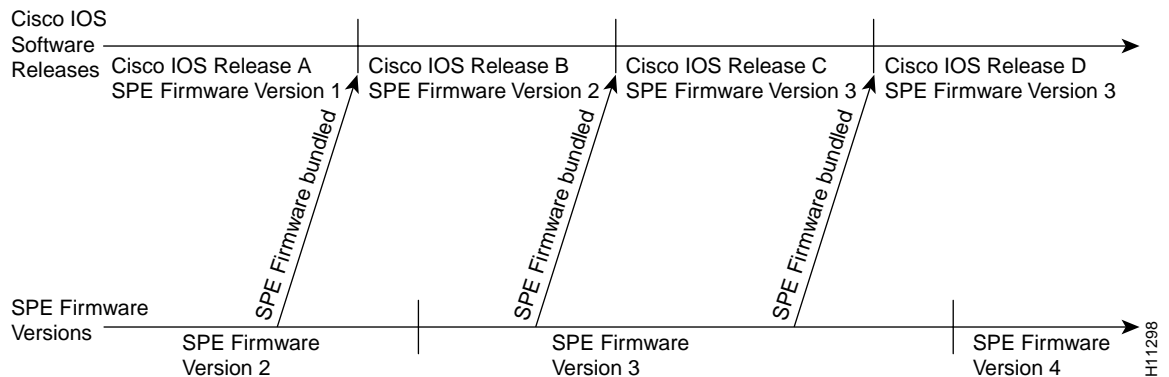 Cisco IOS
Software
Releases
Cisco IOS Release A
SPE Firmware Version 1
Cisco IOS Release B
SPE Firmware Version 2
Cisco IOS Release C
SPE Firmware Version 3
Cisco IOS Release D
SPE Firmware Version 3
SPE Firmware bundled
SPE Firmware bundled
SPE Firmware bundled
SPE Firmware
Versions
SPE Firmware
Version 2
SPE Firmware
Version 3
SPE Firmware
Version 4
H11298